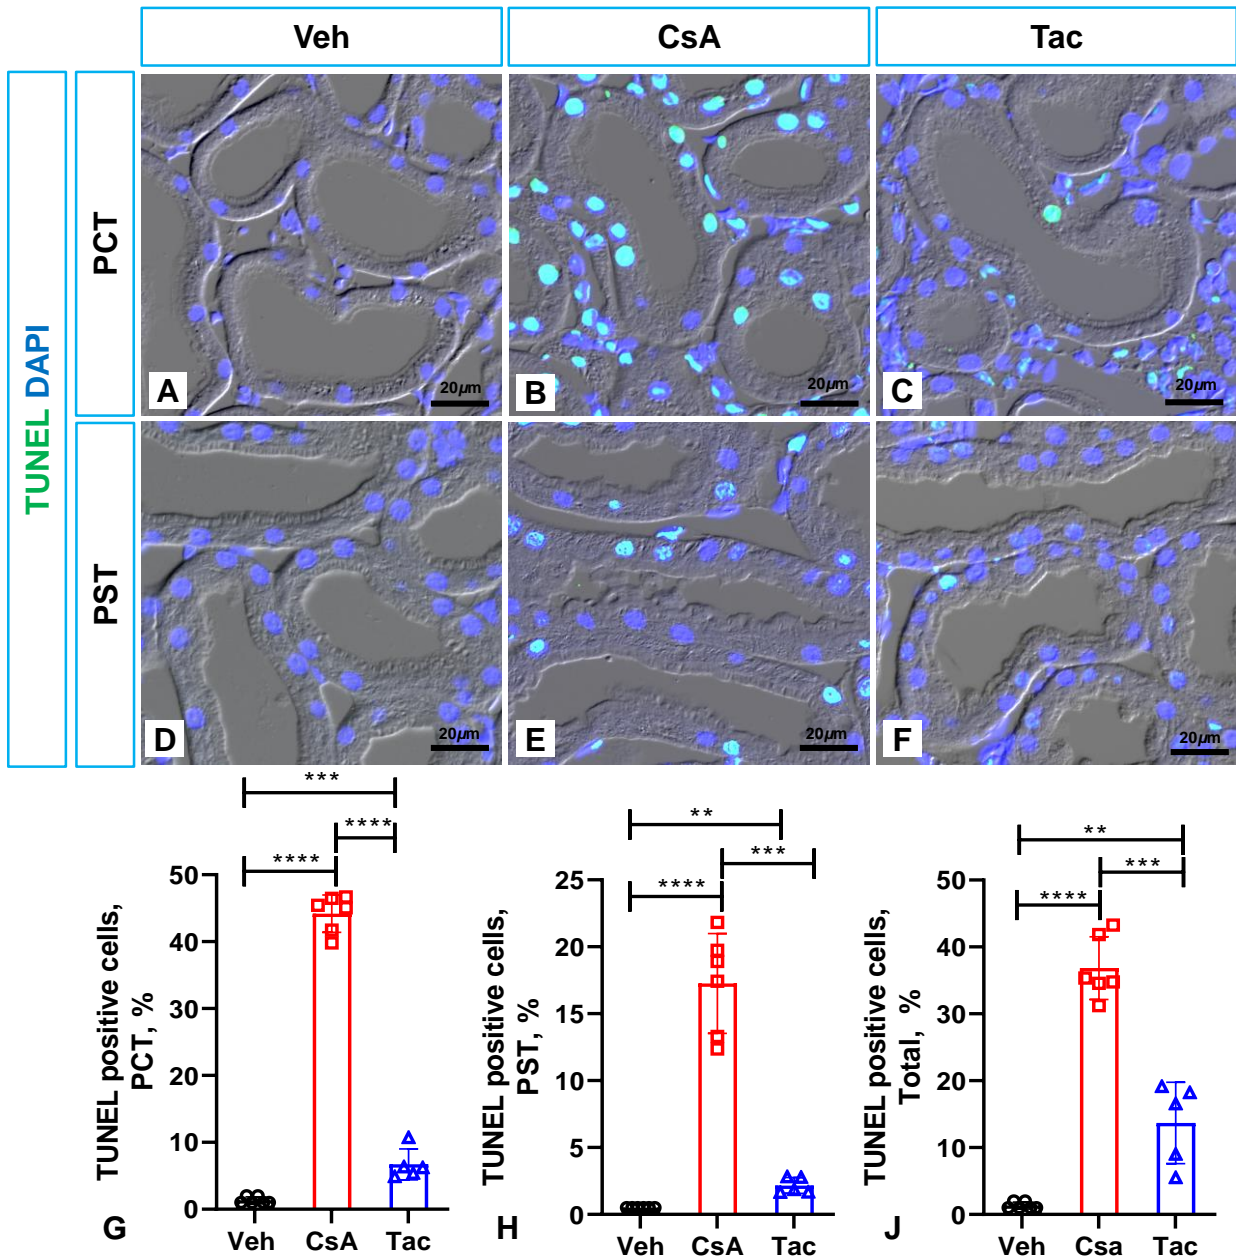 Veh
CsA
Tac
TUNEL DAPI
PCT
PST
A
20µm
B
20µm
C
20µm
D
20µm
E
20µm
F
20µm
***
****
****
TUNEL positive cells,
PCT, %
50
40
30
20
10
0
Veh
CsA
Tac
G
**
***
****
TUNEL positive cells,
PST, %
25
20
15
10
5
0
Veh
CsA
Tac
H
**
***
****
TUNEL positive cells,
Total, %
50
40
30
20
10
0
Veh
Csa
Tac
J